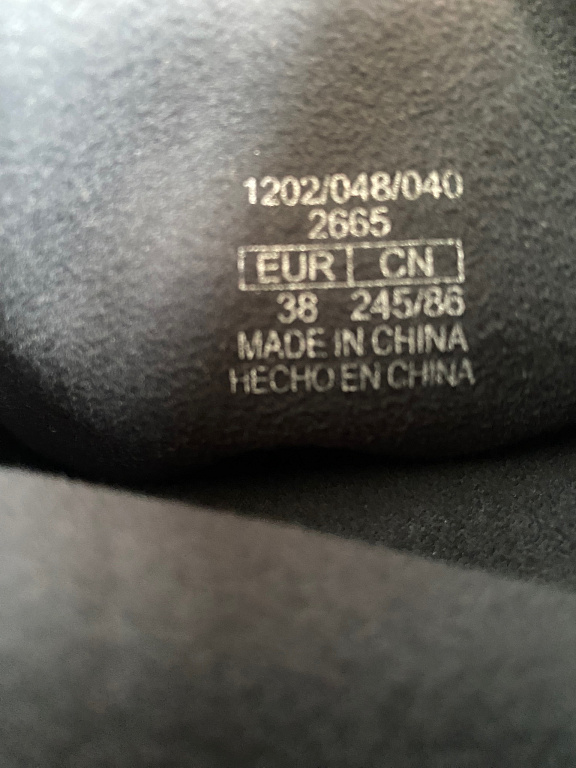 1202/048/040
2665
EUR CN
38 245/86
MADE IN CHINA
HECHO EN CHINA